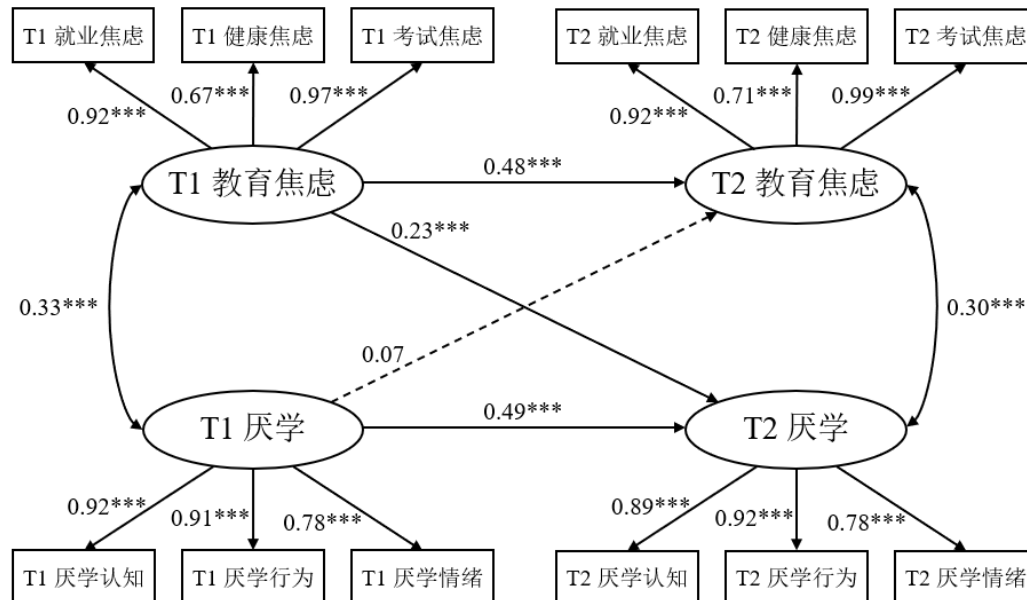 T1 就业焦虑
T1 健康焦虑
T1 考试焦虑
T2 就业焦虑
T2 健康焦虑
T2 考试焦虑
0.92***
0.67***
0.97***
0.92***
0.71***
0.99***
T1 教育焦虑
0.48***
T2 教育焦虑
0.23***
0.33***
0.30***
0.07
T1 厌学
0.49***
T2 厌学
0.92***
0.91***
0.78***
0.89***
0.92***
0.78***
T1 厌学认知
T1 厌学行为
T1 厌学情绪
T2 厌学认知
T2 厌学行为
T2 厌学情绪